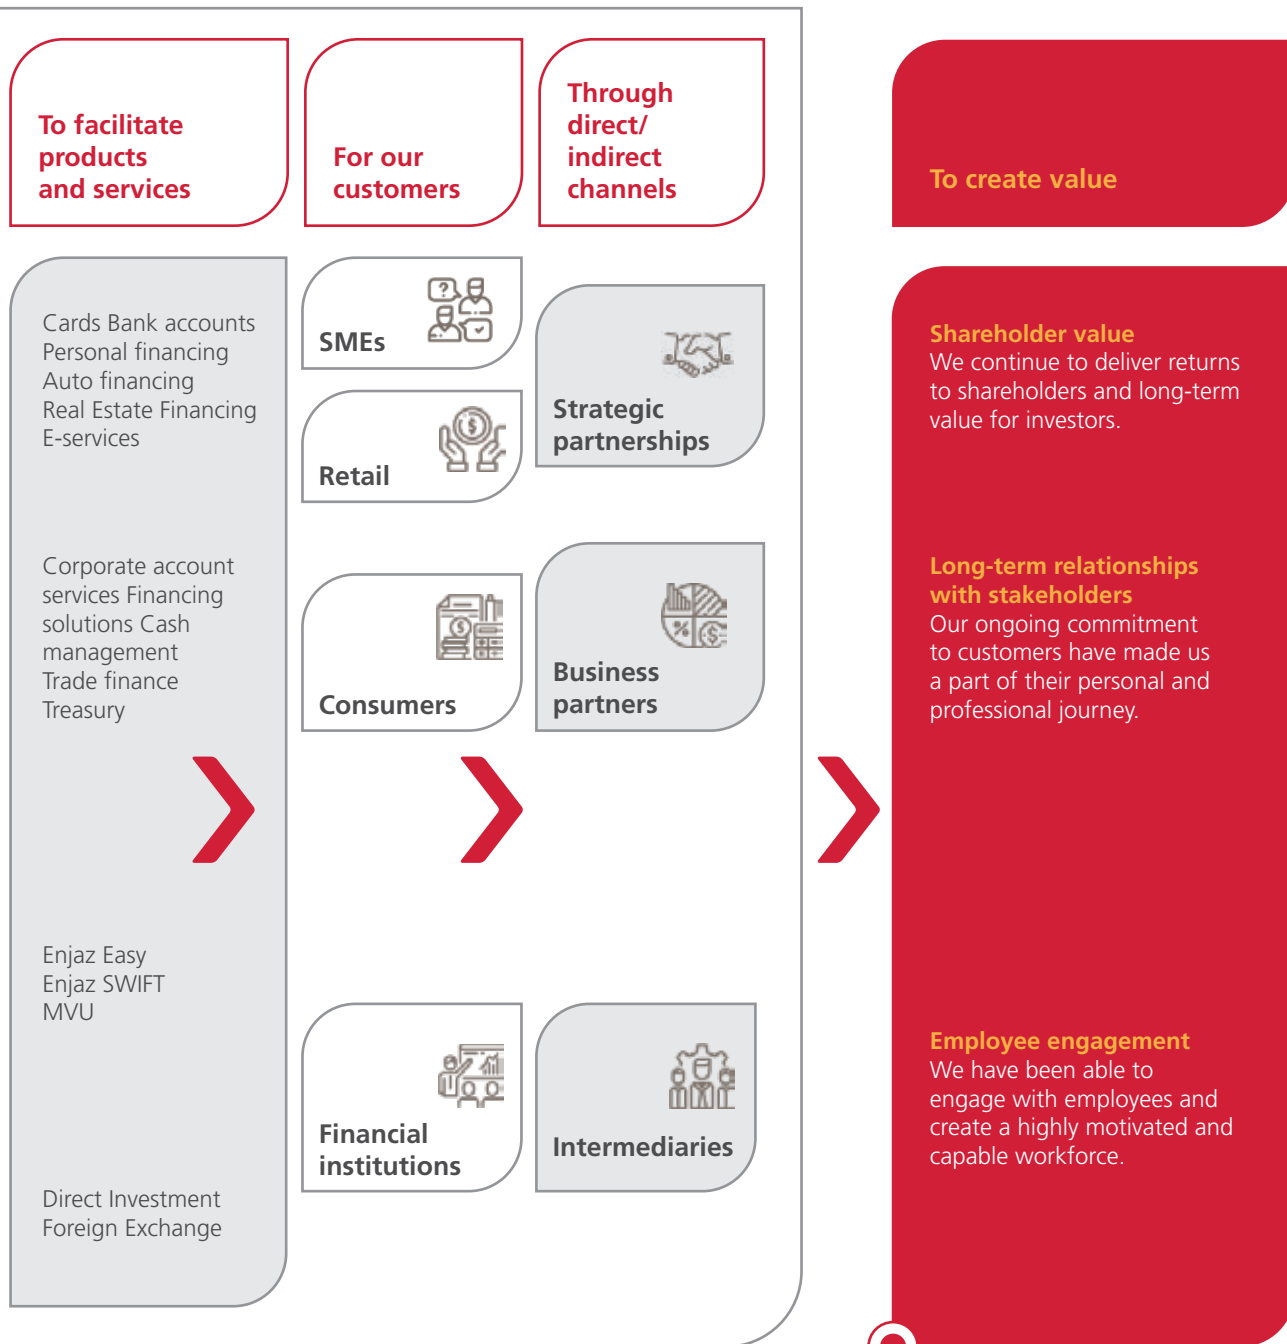 To facilitate
products
and services
For our
customers
Through
direct/
indirect
channels
To create value
Cards Bank accounts
Personal financing
Auto financing
Real Estate Financing
E-services
Corporate account
services Financing
solutions Cash
management
Trade finance
Treasury
Enjaz Easy
Enjaz SWIFT
MVU
Direct Investment
Foreign Exchange
SMEs
Retail
Consumers
Financial
institutions
Strategic
partnerships
Business
partners
Intermediaries
Shareholder value
We continue to deliver returns
to shareholders and long-term
value for investors.
Long-term relationships
with stakeholders
Our ongoing commitment
to customers have made us
a part of their personal and
professional journey.
Employee engagement
We have been able to
engage with employees and
create a highly motivated and
capable workforce.